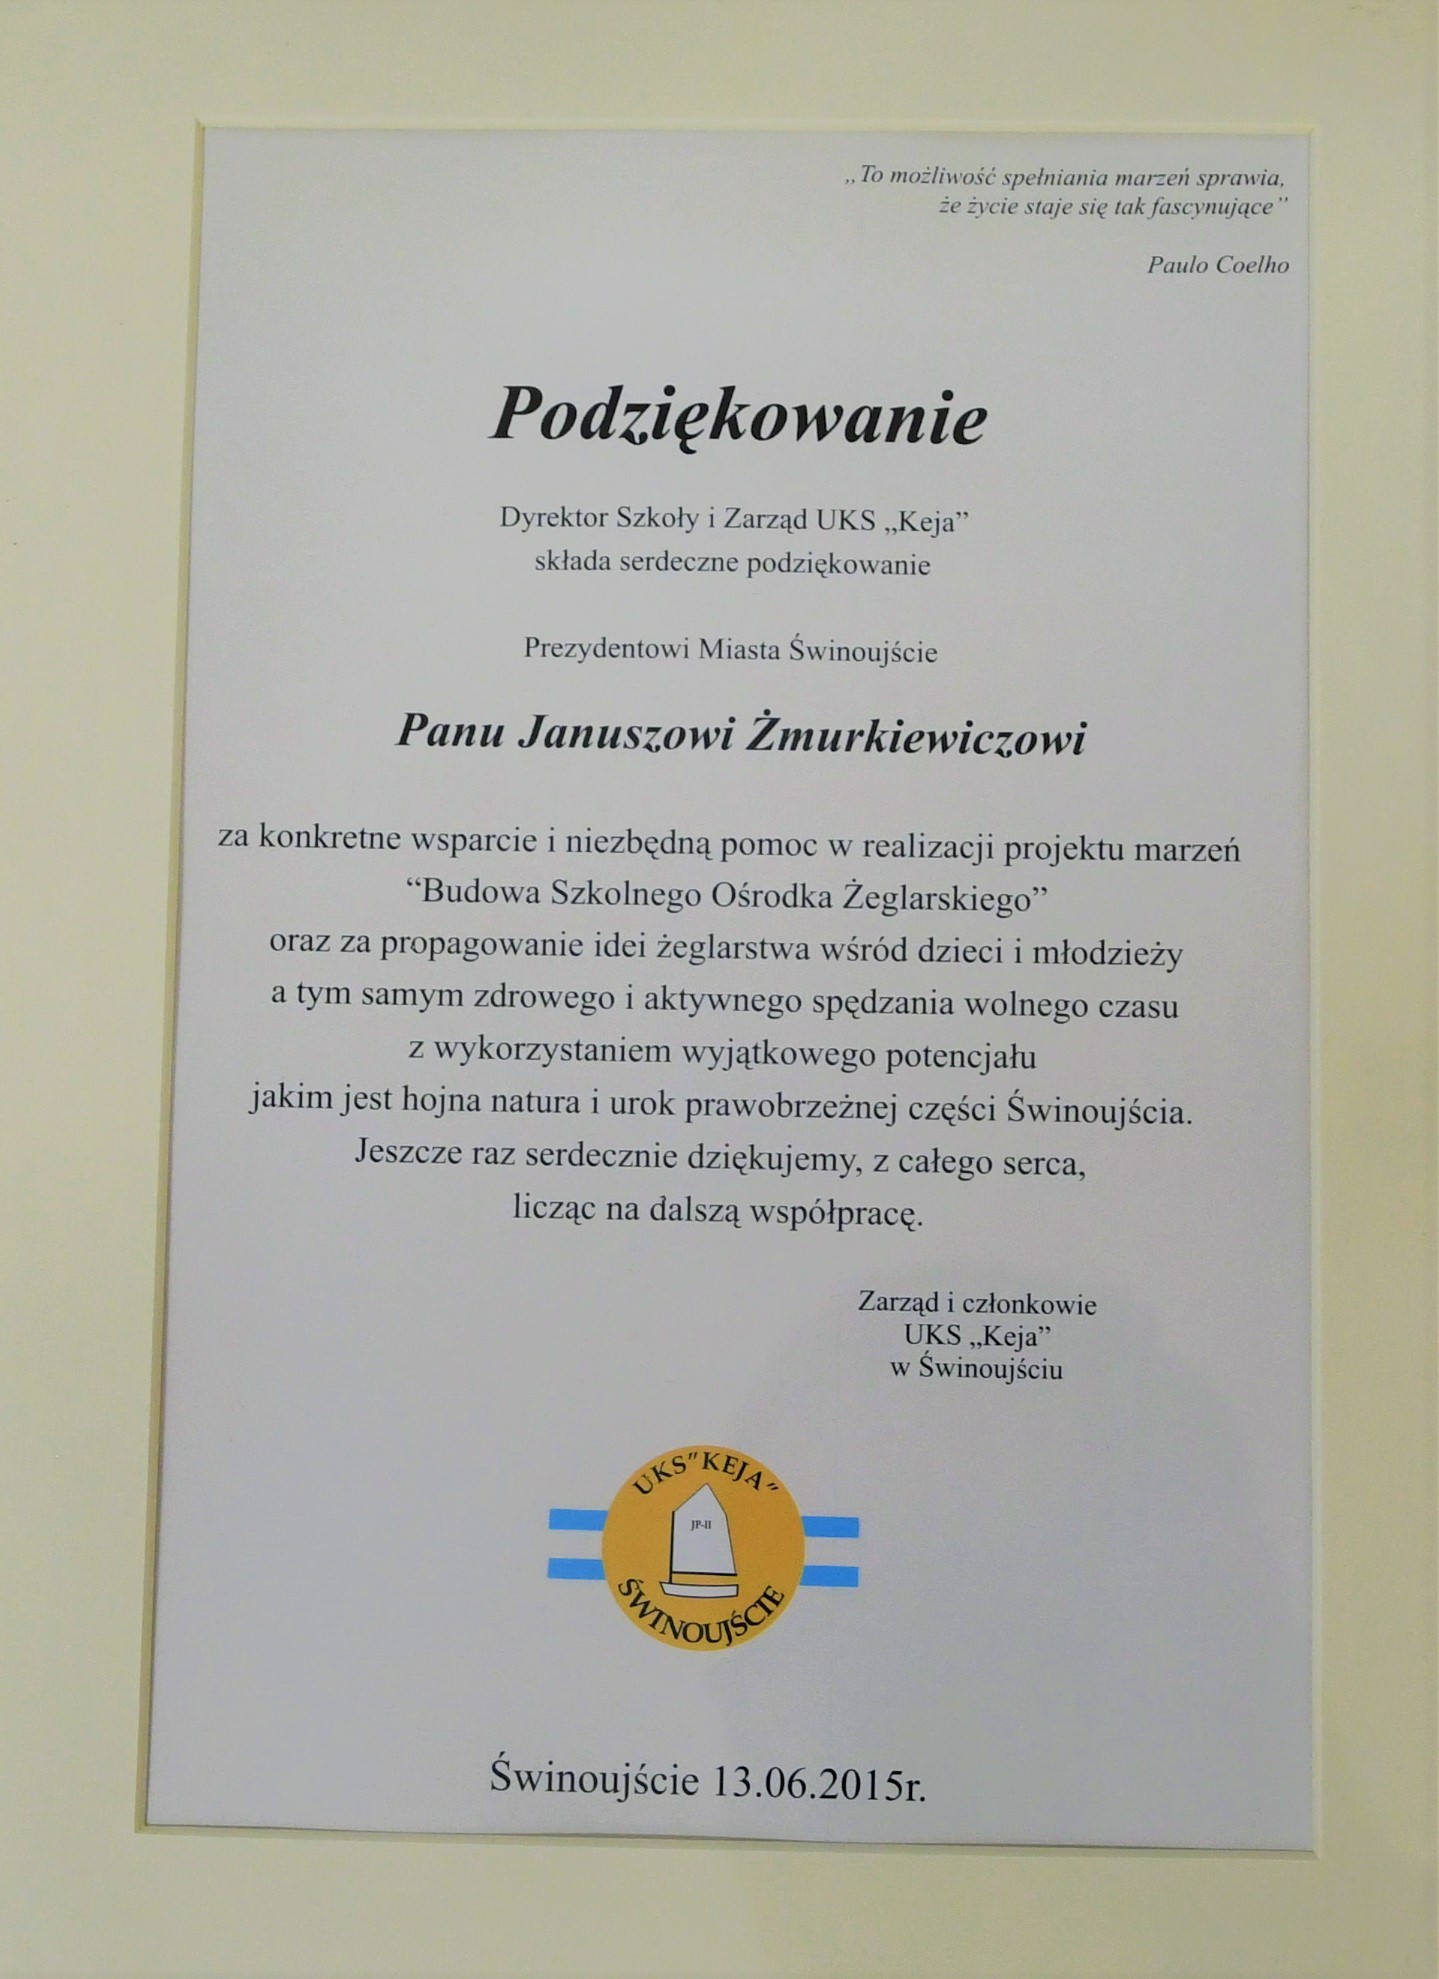 „To możliwość spełniania marzeń sprawia,
że życie staje się tak fascynujące”
Paulo Coelho
Podziękowanie
Dyrektor Szkoły i Zarząd UKS „Keja”
składa serdeczne podziękowanie
Prezydentowi Miasta Świnoujście
Panu Januszowi Żmurkiewiczowi
za konkretne wsparcie i niezbędną pomoc w realizacji projektu marzeń
“Budowa Szkolnego Ośrodka Żeglarskiego”
oraz za propagowanie idei żeglarstwa wśród dzieci i młodzieży
a tym samym zdrowego i aktywnego spędzania wolnego czasu
z wykorzystaniem wyjątkowego potencjału
jakim jest hojna natura i urok prawobrzeżnej części Świnoujścia.
Jeszcze raz serdecznie dziękujemy, z całego serca,
licząc na dalszą współpracę.
Zarząd i członkowie
UKS „Keja”
w Świnoujściu
UKS"KEJA"
JP-II
ŚWINOUJŚCIE
Świnoujście 13.06.2015r.